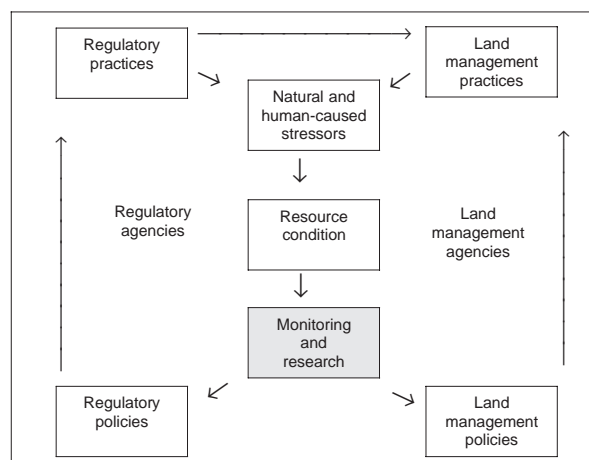 Regulatory
practices
Land
management
practices
Natural and
human-caused
stressors
Regulatory
agencies
Resource
condition
Land
management
agencies
Monitoring
and
research
Regulatory
policies
Land
management
policies